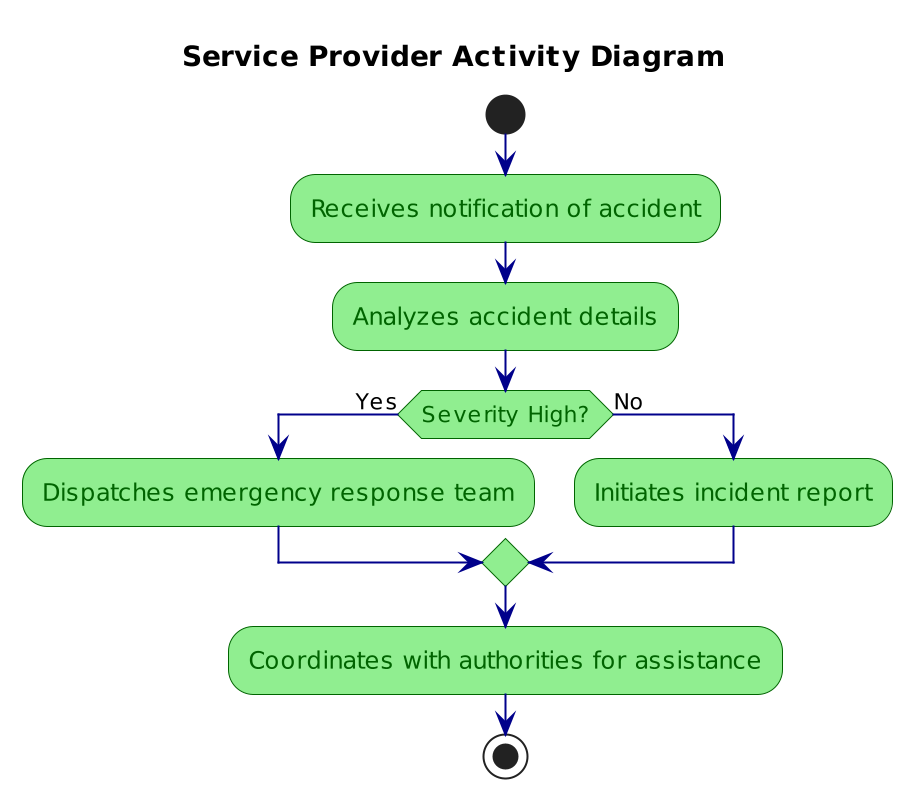 Service Provider Activity Diagram
Receives notification of accident
Analyzes accident details
Yes
Severity High?
No
Dispatches emergency response team
Initiates incident report
Coordinates with authorities for assistance